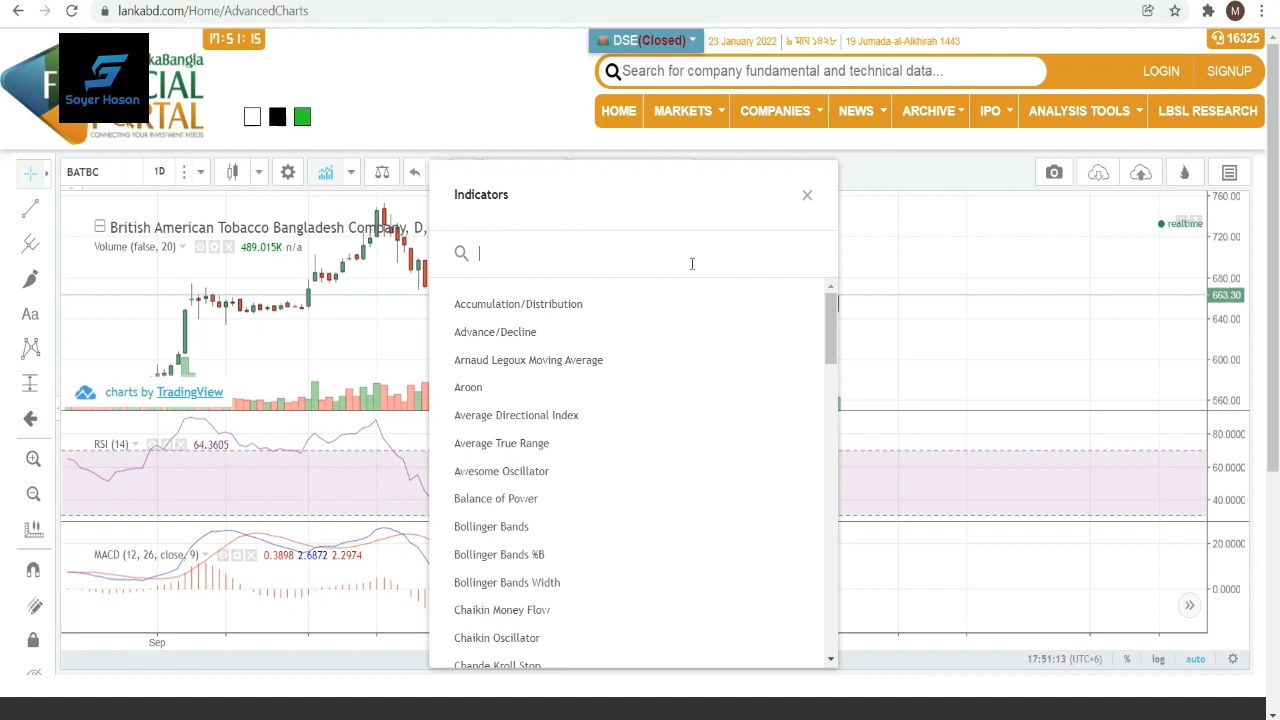 lankabd.com/Home/AdvancedCharts
M
17:51:15
DSE(Closed)
23 January 2022
৯ মাঘ ১৪২৮
19 Jumada-al-Akhirah 1443
16325
Sayer Hasan
CONNECTING YOUR INVESTMENT NEEDS
Search for company fundamental and technical data...
LOGIN
SIGNUP
HOME
MARKETS
COMPANIES
NEWS
ARCHIVE
IPO
ANALYSIS TOOLS
LBSL RESEARCH
BATBC
1D
British American Tobacco Bangladesh Company, D,
Volume (false, 20)
489.015K n/a
realtime
760.00
720.00
680.00
663.30
640.00
600.00
560.00
charts by TradingView
Aa
RSI (14)
64.3605
80.0000
60.0000
40.0000
MACD (12, 26, close, 9)
0.3898 2.6872 2.2974
20.0000
0.0000
Sep
Indicators
Accumulation/Distribution
Advance/Decline
Arnaud Legoux Moving Average
Aroon
Average Directional Index
Average True Range
Awesome Oscillator
Balance of Power
Bollinger Bands
Bollinger Bands %B
Bollinger Bands Width
Chaikin Money Flow
Chaikin Oscillator
Chande Kroll Stop
17:51:13 (UTC+6)
%
log
auto